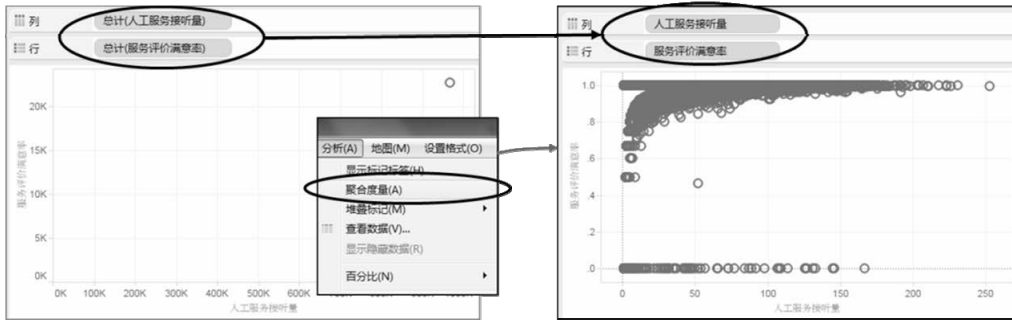 列 总计(人工服务接听量)
行 总计(服务评价满意率)
20K
15K
10K
5K
0K
服务评价满意率
0K 100K 200K 300K 400K 500K 600K
人工服务接听量
分析(A) 地图(M) 设置格式(O)
显示标记标签(H)
聚合度量(A)
堆叠标记(M)
查看数据(V)...
显示隐藏数据(R)
百分比(N)
列 人工服务接听量
行 服务评价满意率
1.0
.8
.6
.4
.2
.0
服务评价满意率
0 50 100 150 200 250
人工服务接听量